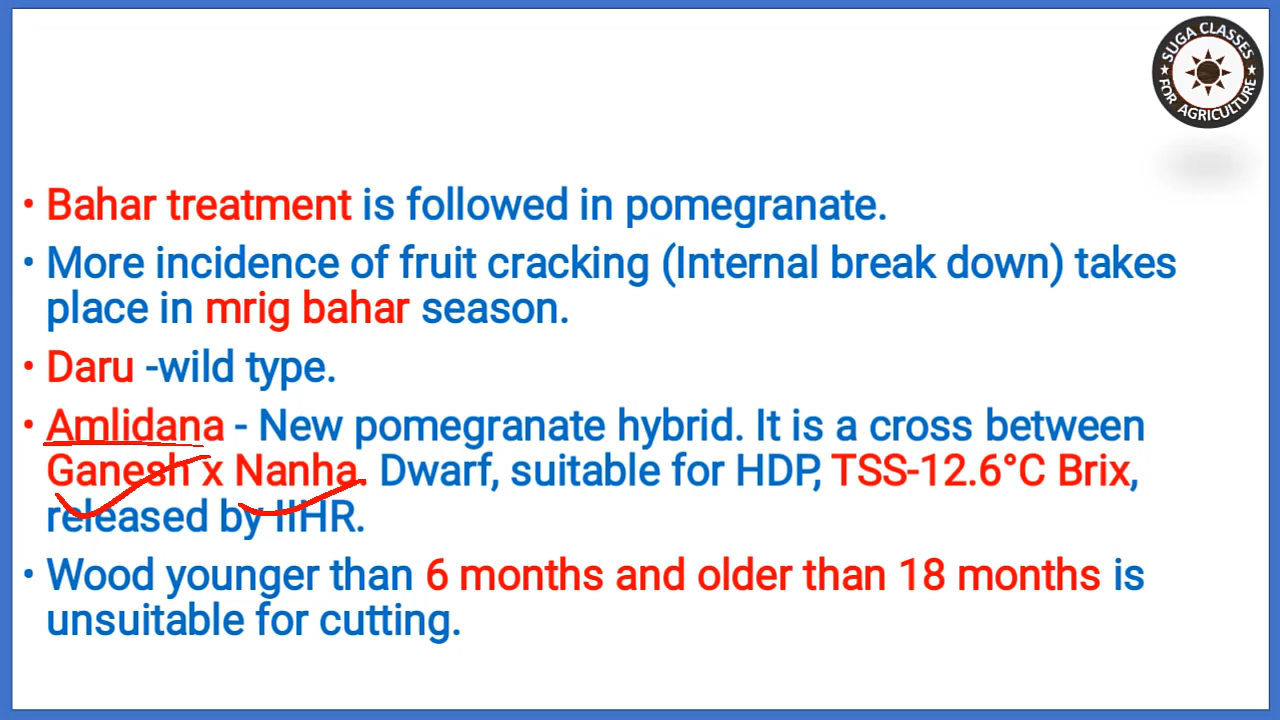 SUGA CLASSES
FOR AGRICULTURE
• Bahar treatment is followed in pomegranate.
• More incidence of fruit cracking (Internal break down) takes
place in mrig bahar season.
• Daru -wild type.
• Amlidana - New pomegranate hybrid. It is a cross between
Ganesh x Nanha. Dwarf, suitable for HDP, TSS-12.6°C Brix,
released by IIHR.
• Wood younger than 6 months and older than 18 months is
unsuitable for cutting.